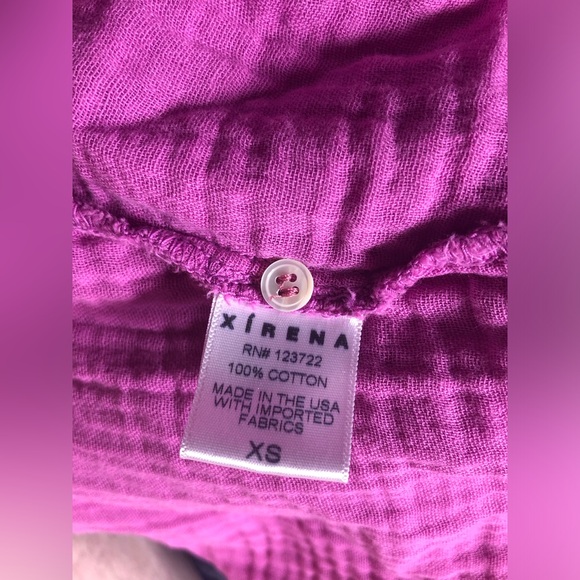 XÍRENA
RN# 123722
100% COTTON
MADE IN THE USA
WITH IMPORTED
FABRICS
XS